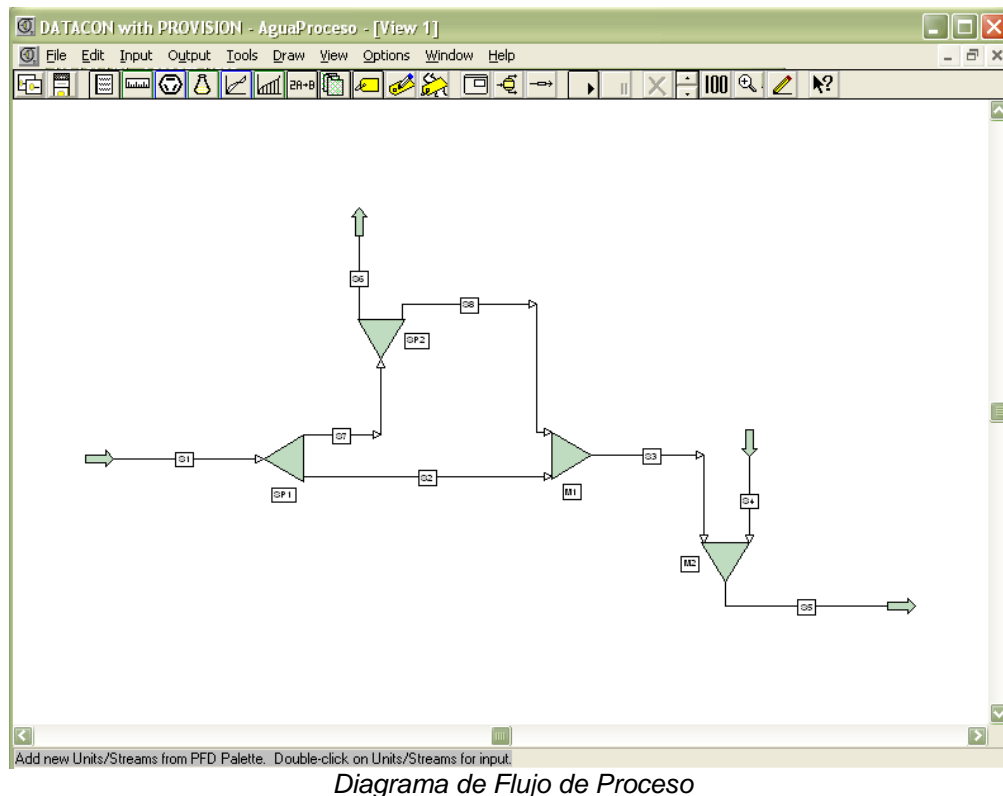 DATACON with PROVISION - AguaProceso - [View 1]
File Edit Input Output Tools Draw View Options Window Help
2A→B 100
S6
S8
SP2
S7
S1
S2
S3
SP1
M1
S4
M2
S5
Add new Units/Streams from PFD Palette. Double-click on Units/Streams for input.
Diagrama de Flujo de Proceso